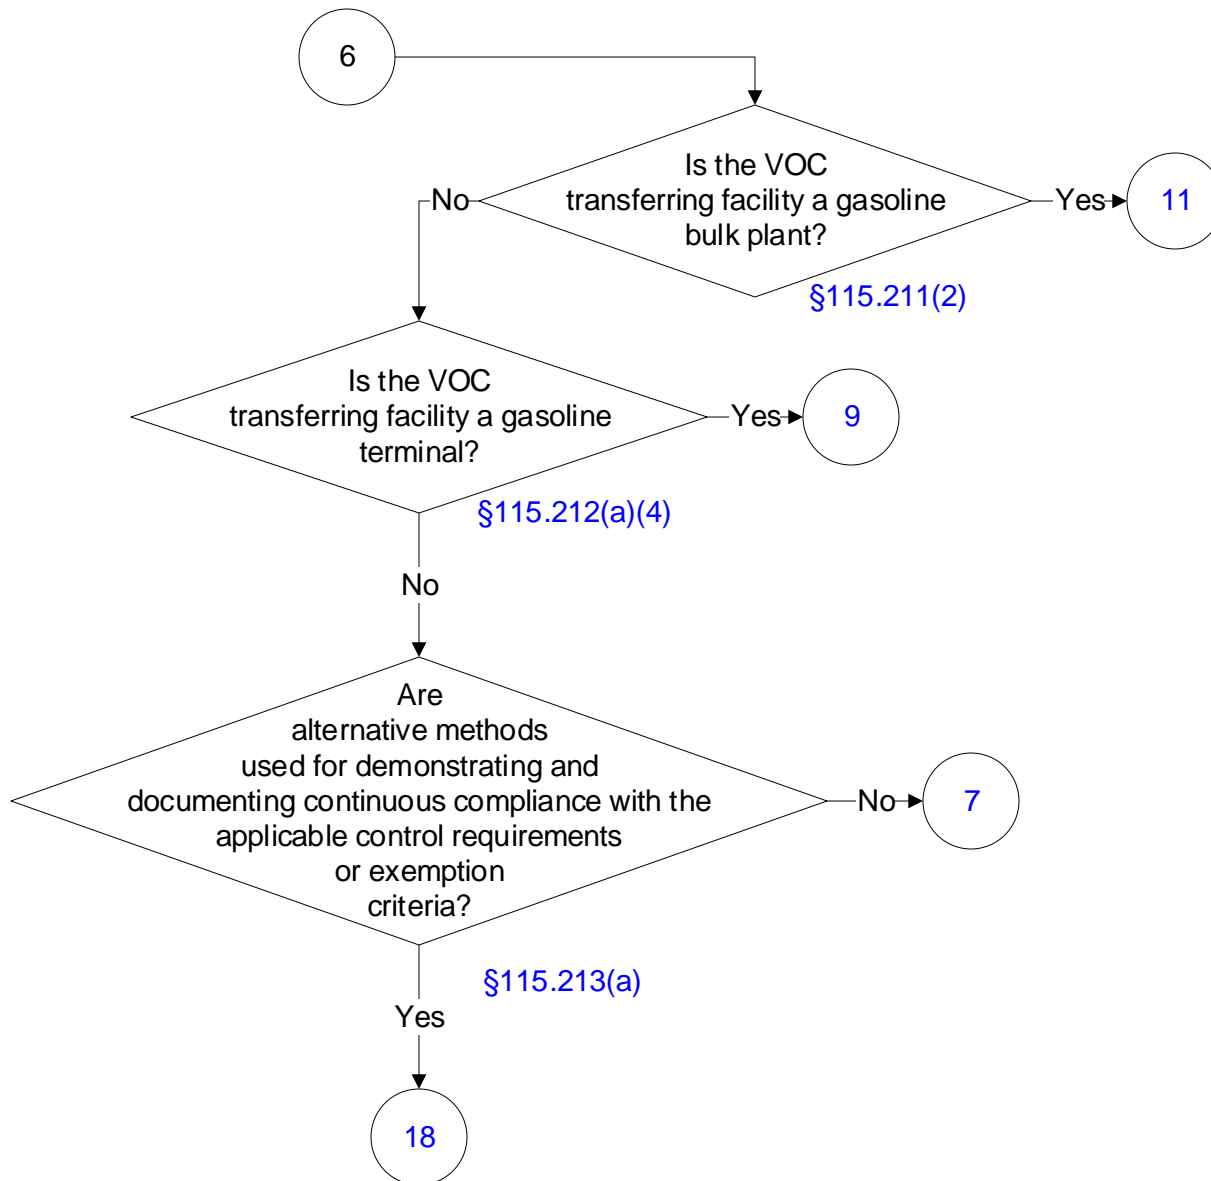 6
Is the VOC
transferring facility a gasoline
bulk plant?
No
Yes
11
§115.211(2)
Is the VOC
transferring facility a gasoline
terminal?
Yes
9
§115.212(a)(4)
No
Are
alternative methods
used for demonstrating and
documenting continuous compliance with the
applicable control requirements
or exemption
criteria?
No
7
§115.213(a)
Yes
18